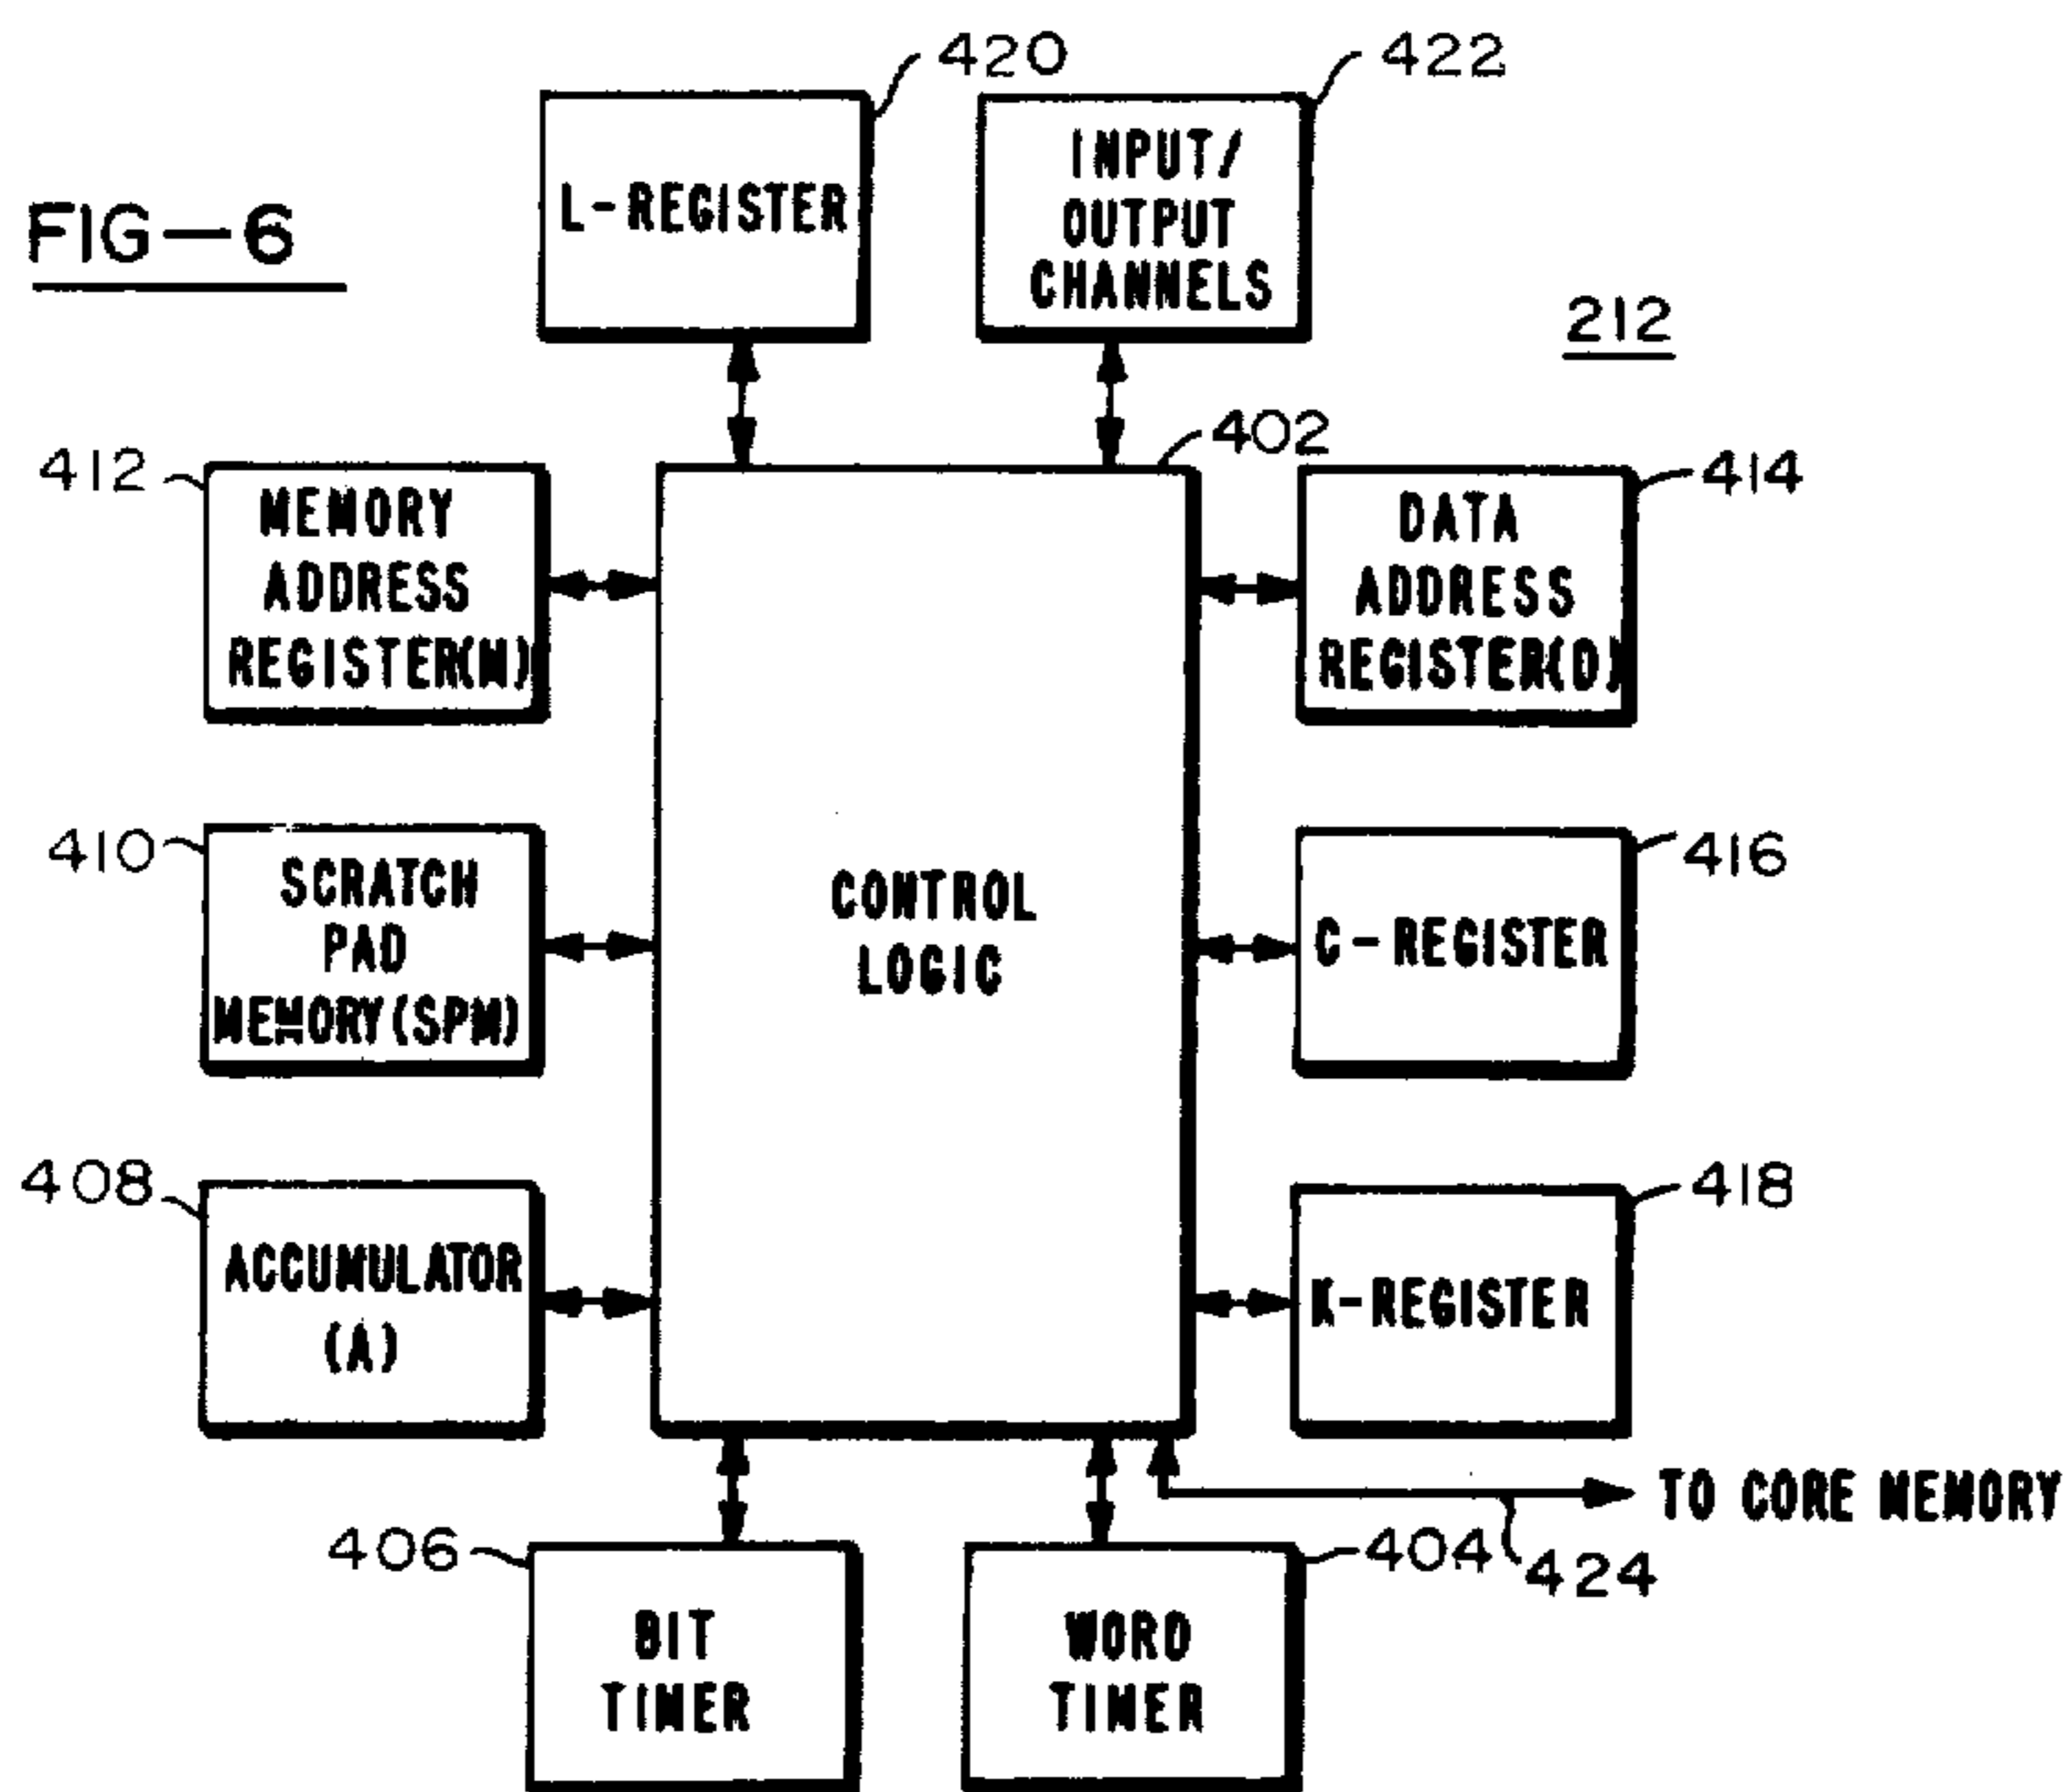 FIG-6
420
422
L-REGISTER
INPUT/
OUTPUT
CHANNELS
212
402
412
MEMORY
ADDRESS
REGISTER(M)
414
DATA
ADDRESS
REGISTER(D)
410
SCRATCH
PAD
MEMORY(SPM)
CONTROL
LOGIC
416
C-REGISTER
408
ACCUMULATOR
(A)
418
K-REGISTER
TO CORE MEMORY
424
406
BIT
TIMER
404
WORD
TIMER